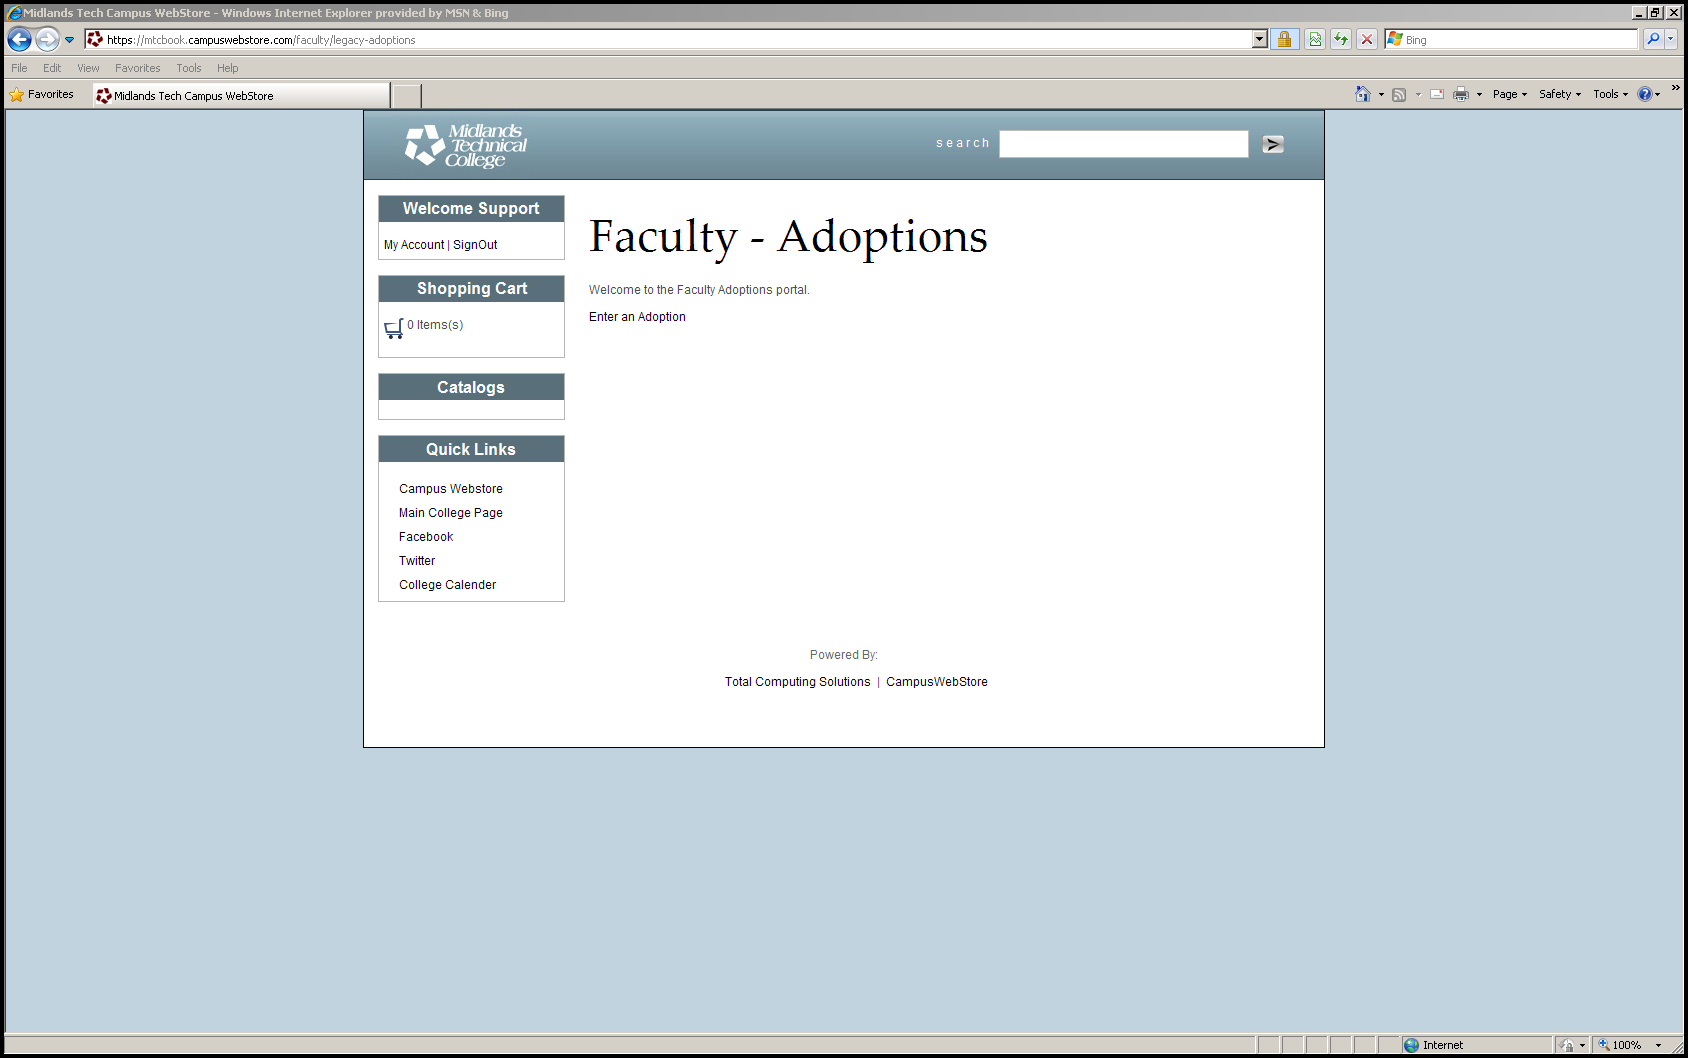 Midlands Tech Campus WebStore - Windows Internet Explorer provided by MSN & Bing
https://mtcbook.campuswebstore.com/faculty/legacy-adoptions
Bing
File Edit View Favorites Tools Help
Favorites
Midlands Tech Campus WebStore
Page
Safety
Tools
Midlands
Technical
College
search
Welcome Support
My Account | SignOut
Shopping Cart
0 Items(s)
Catalogs
Quick Links
Campus Webstore
Main College Page
Facebook
Twitter
College Calender
Faculty - Adoptions
Welcome to the Faculty Adoptions portal.
Enter an Adoption
Powered By:
Total Computing Solutions | CampusWebStore
Internet
100%